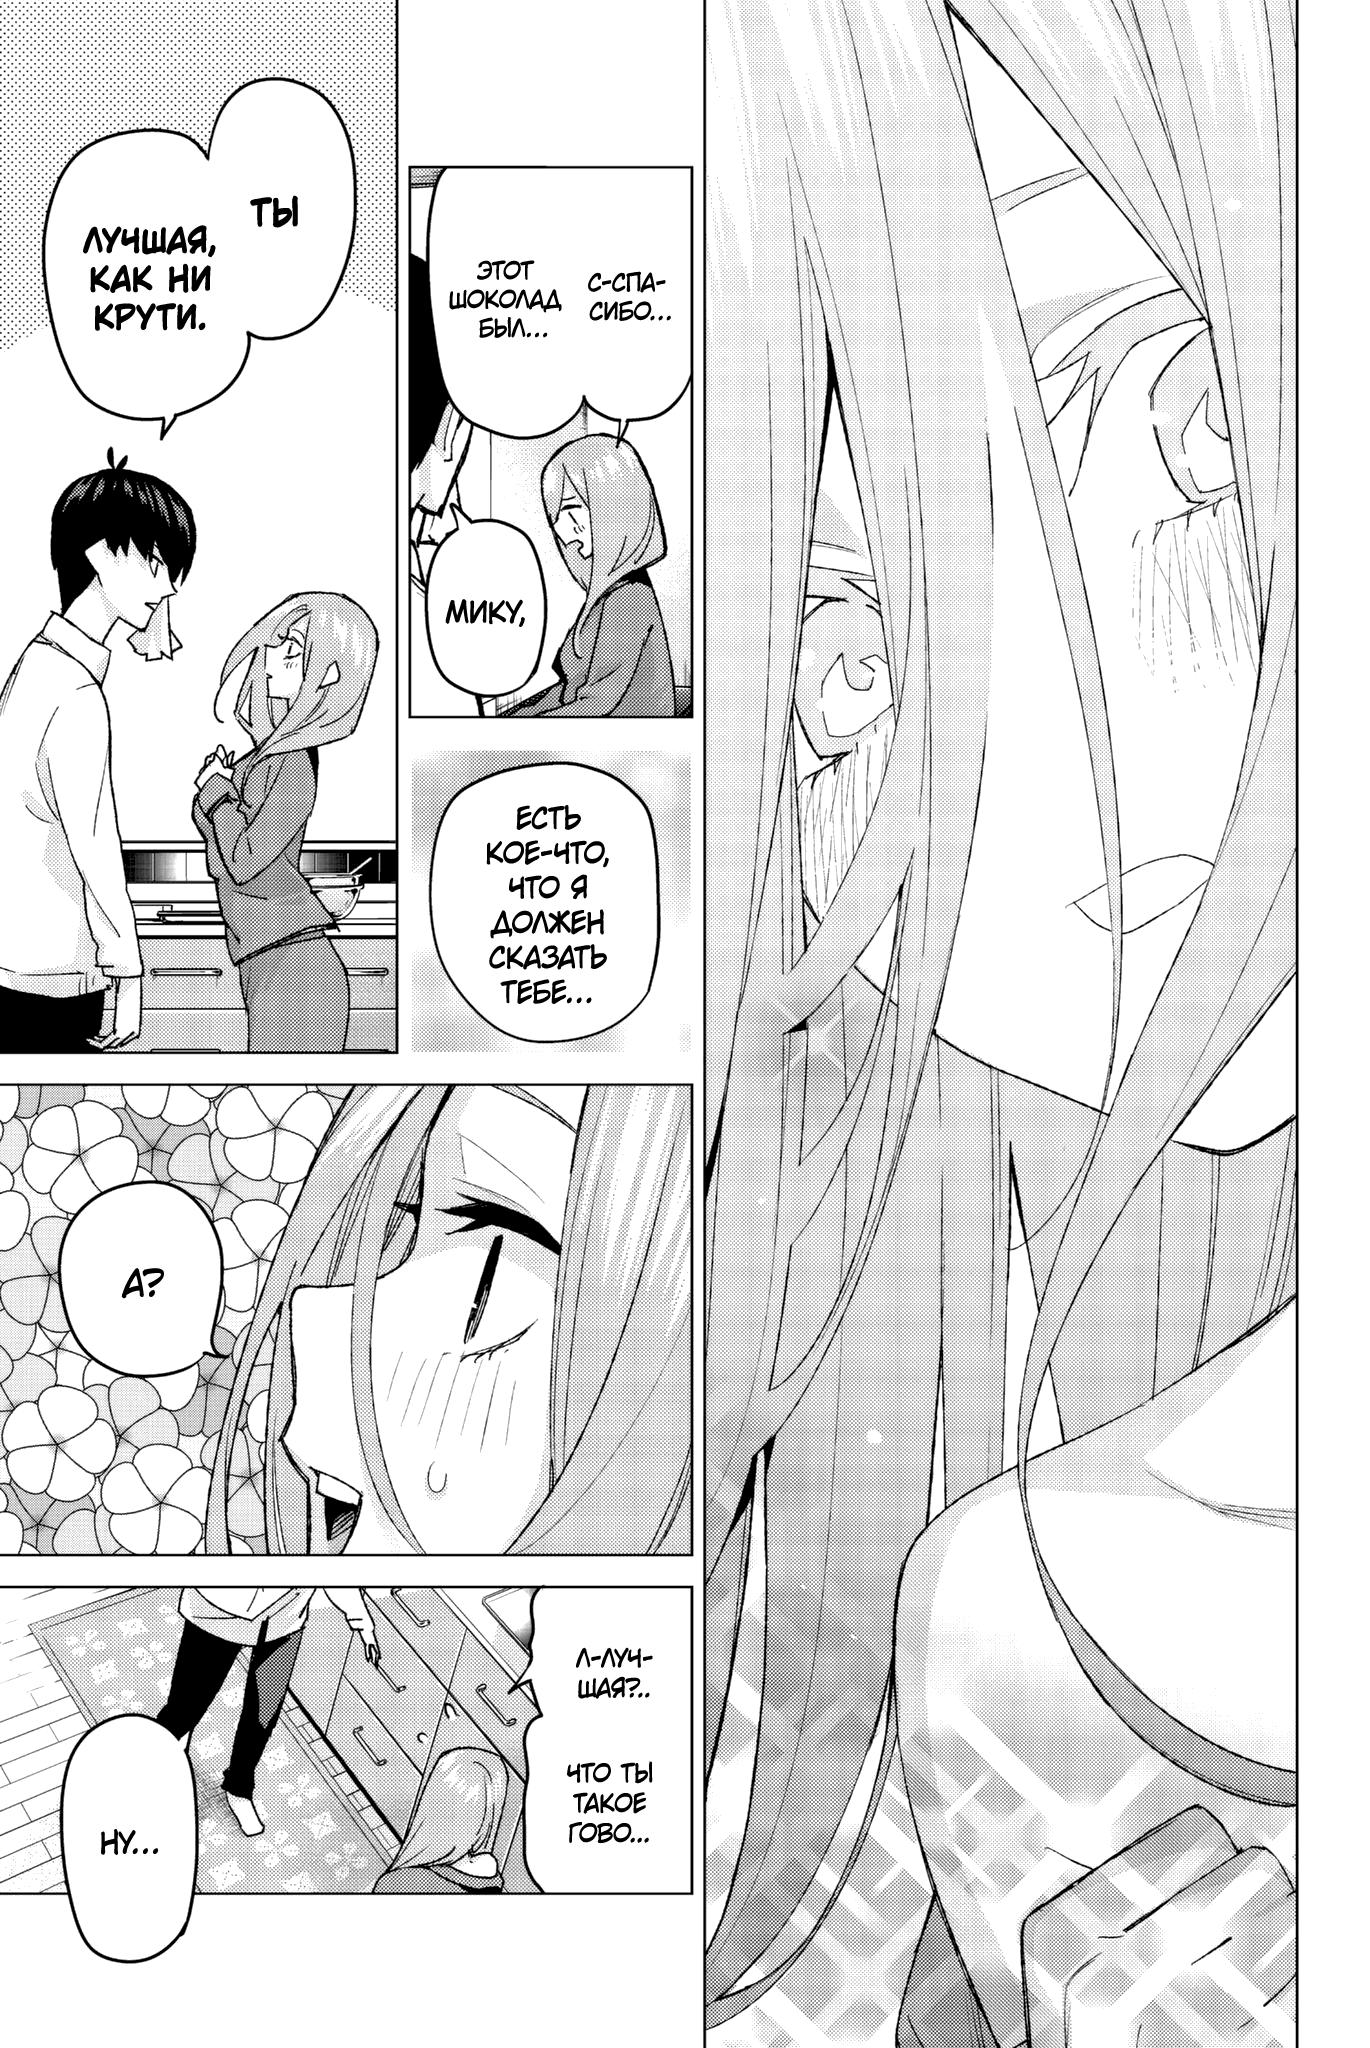 С-СПА-
СИБО...
ЭТОТ
ШОКОЛАД
БЫЛ...
МИКУ,
ЕСТЬ
КОЕ-ЧТО,
ЧТО Я
ДОЛЖЕН
СКАЗАТЬ
ТЕБЕ...
ТЫ
ЛУЧШАЯ,
КАК НИ
КРУТИ.
А?
Л-ЛУЧ-
ШАЯ?..
ЧТО ТЫ
ТАКОЕ
ГОВО...
НУ...